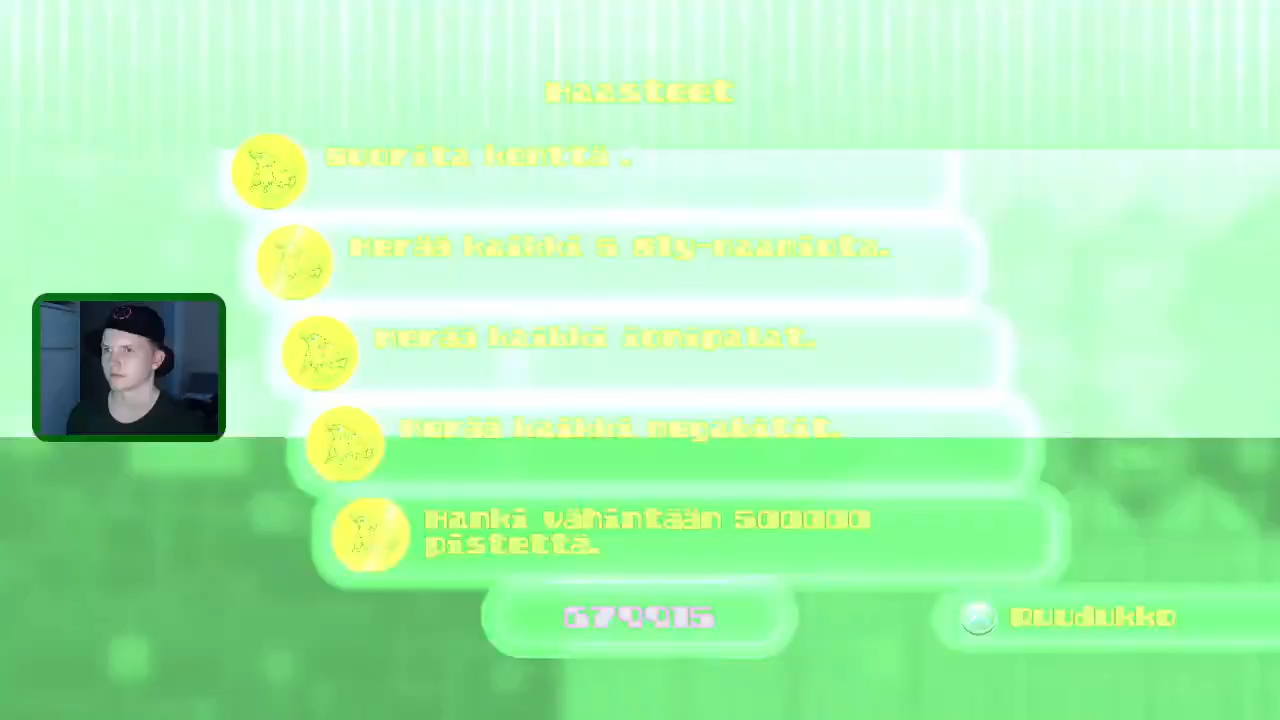 Haasteet
Suorita kenttä .
Kerää kaikki 5 Sly-naamiota.
Kerää kaikki ionipalat.
Kerää kaikki megabitit.
Hanki vähintään 500000
pistettä.
679915
Ruudukko